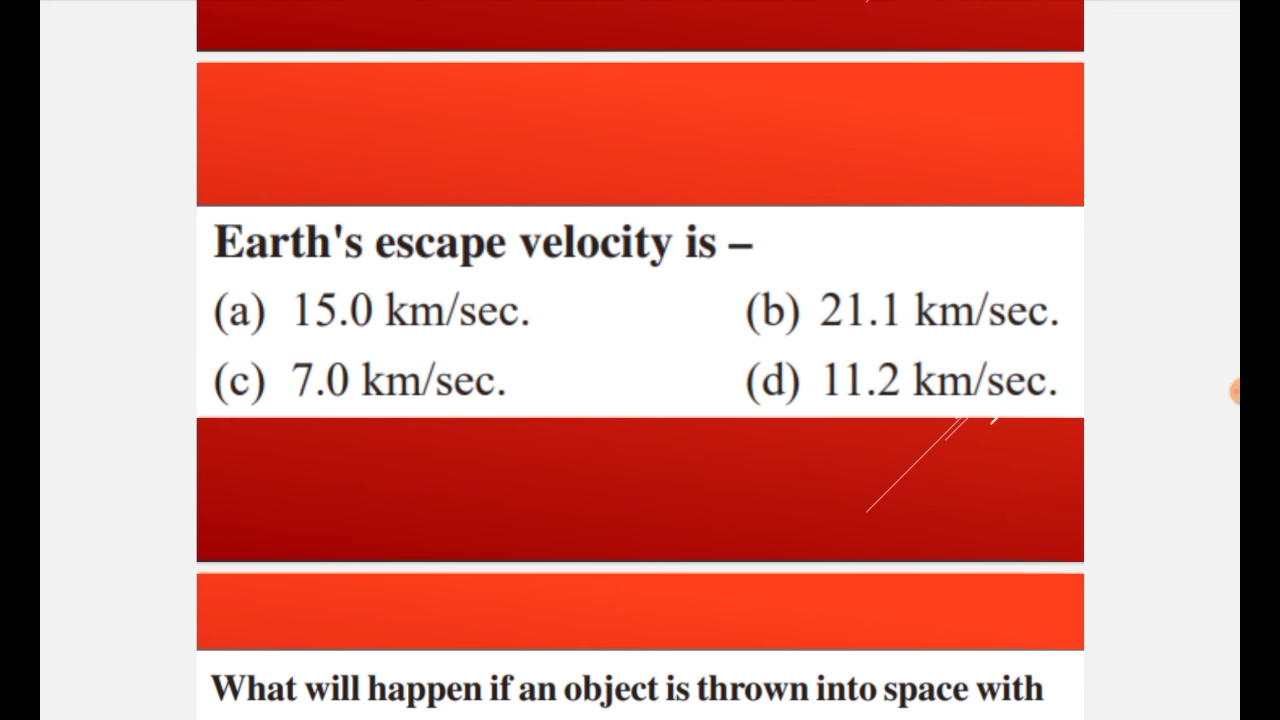 Earth's escape velocity is –
(a) 15.0 km/sec. (b) 21.1 km/sec.
(c) 7.0 km/sec. (d) 11.2 km/sec.
What will happen if an object is thrown into space with